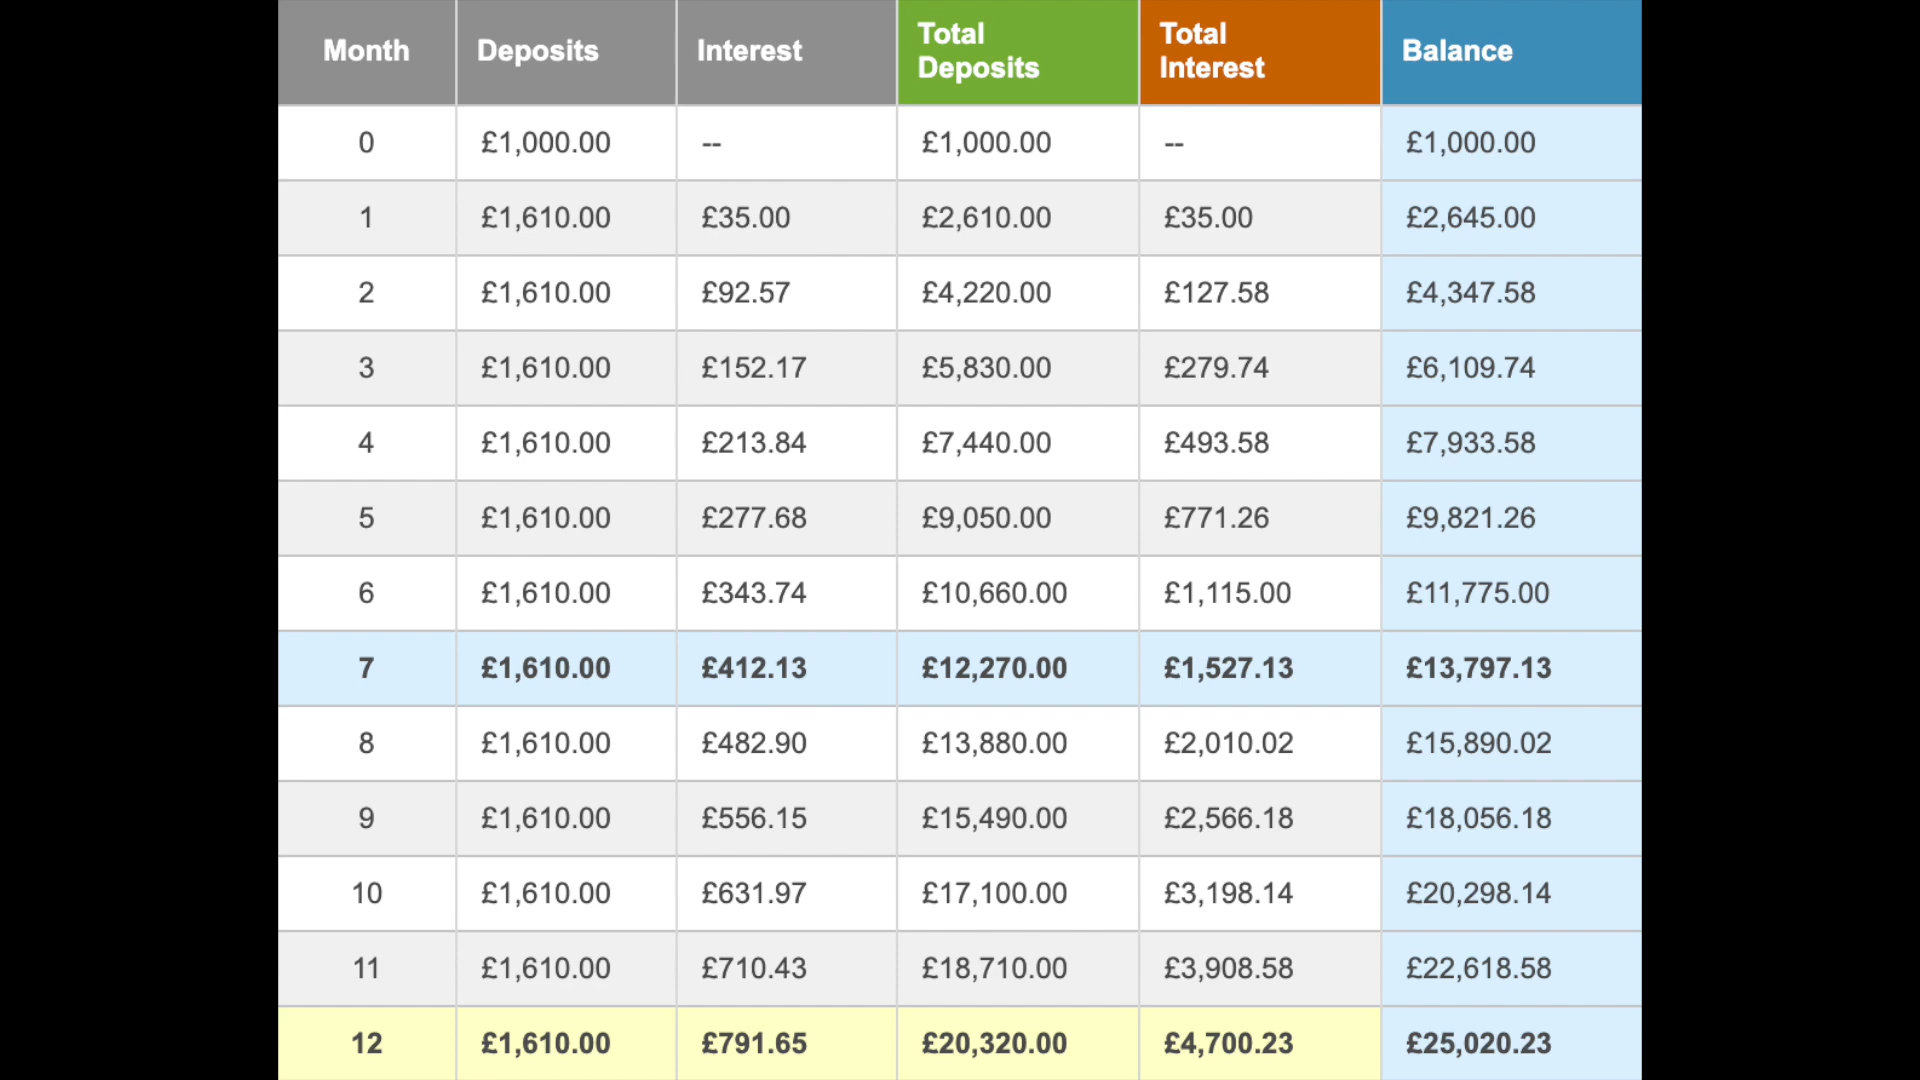 Month Deposits Interest Total Deposits Total Interest Balance
0 £1,000.00 -- £1,000.00 -- £1,000.00
1 £1,610.00 £35.00 £2,610.00 £35.00 £2,645.00
2 £1,610.00 £92.57 £4,220.00 £127.58 £4,347.58
3 £1,610.00 £152.17 £5,830.00 £279.74 £6,109.74
4 £1,610.00 £213.84 £7,440.00 £493.58 £7,933.58
5 £1,610.00 £277.68 £9,050.00 £771.26 £9,821.26
6 £1,610.00 £343.74 £10,660.00 £1,115.00 £11,775.00
7 £1,610.00 £412.13 £12,270.00 £1,527.13 £13,797.13
8 £1,610.00 £482.90 £13,880.00 £2,010.02 £15,890.02
9 £1,610.00 £556.15 £15,490.00 £2,566.18 £18,056.18
10 £1,610.00 £631.97 £17,100.00 £3,198.14 £20,298.14
11 £1,610.00 £710.43 £18,710.00 £3,908.58 £22,618.58
12 £1,610.00 £791.65 £20,320.00 £4,700.23 £25,020.23